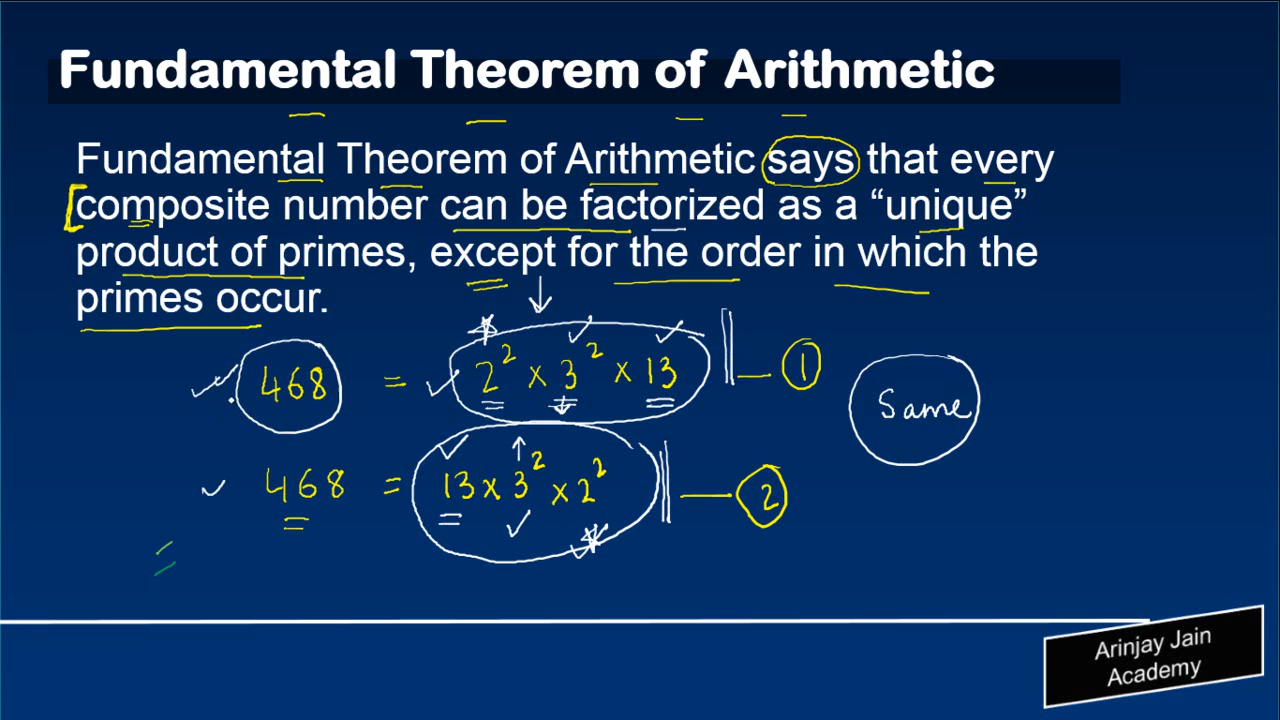 Fundamental Theorem of Arithmetic
Fundamental Theorem of Arithmetic says that every
composite number can be factorized as a “unique”
product of primes, except for the order in which the
primes occur.
468 = 2² × 3² × 13 — 1
Same
468 = 13 × 3² × 2² — 2
Arinjay Jain
Academy